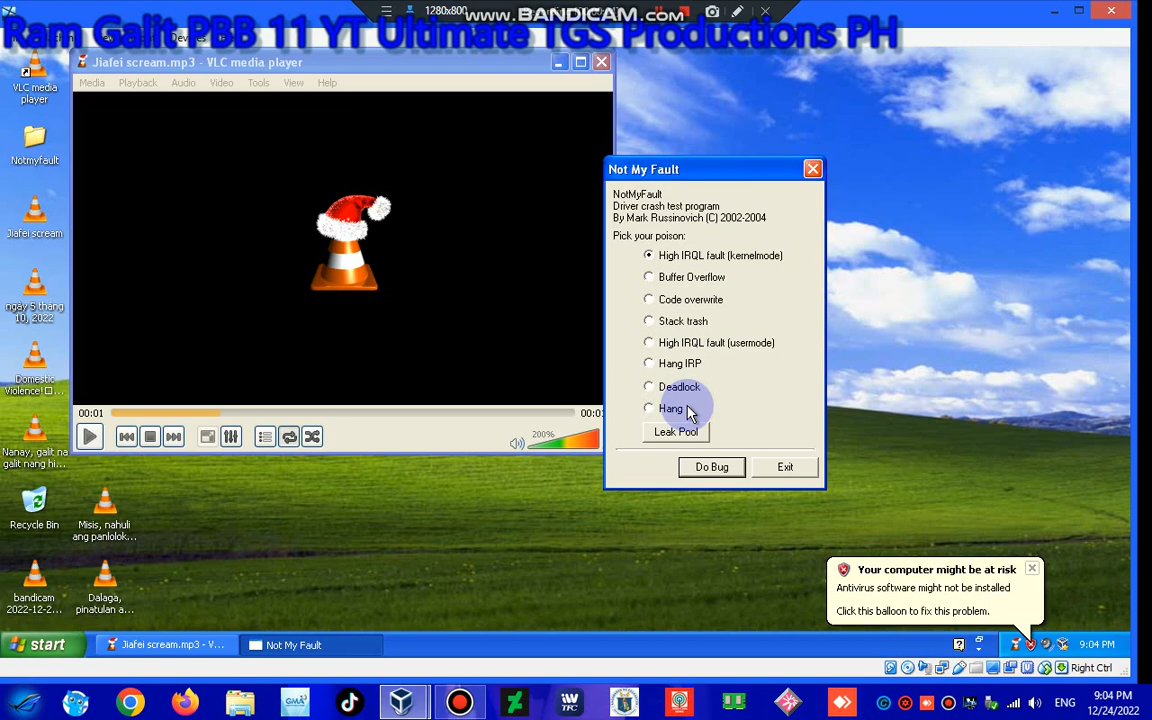 1280x800
www.BANDICAM.com
Ram Galit PBB 11 YT Ultimate TGS Productions PH
Jiafei scream.mp3 - VLC media player
Media Playback Audio Video Tools View Help
VLC media
player
Notmyfault
Jiafei scream
ngày 5 tháng
10, 2022
Domestic
Violence!
Nanay, galit na
galit nang hi...
Recycle Bin
Misis, nahuli
ang panlolok...
bandicam
2022-12-2...
Dalaga,
pinatulan a...
00:01
200%
Not My Fault
NotMyFault
Driver crash test program
By Mark Russinovich (C) 2002-2004
Pick your poison:
High IRQL fault (kernelmode)
Buffer Overflow
Code overwrite
Stack trash
High IRQL fault (usermode)
Hang IRP
Deadlock
Hang
Leak Pool
Do Bug Exit
Your computer might be at risk
Antivirus software might not be installed
Click this balloon to fix this problem.
start
Jiafei scream.mp3 - V...
Not My Fault
9:04 PM
Right Ctrl
GMA
TFC
ENG
9:04 PM
12/24/2022